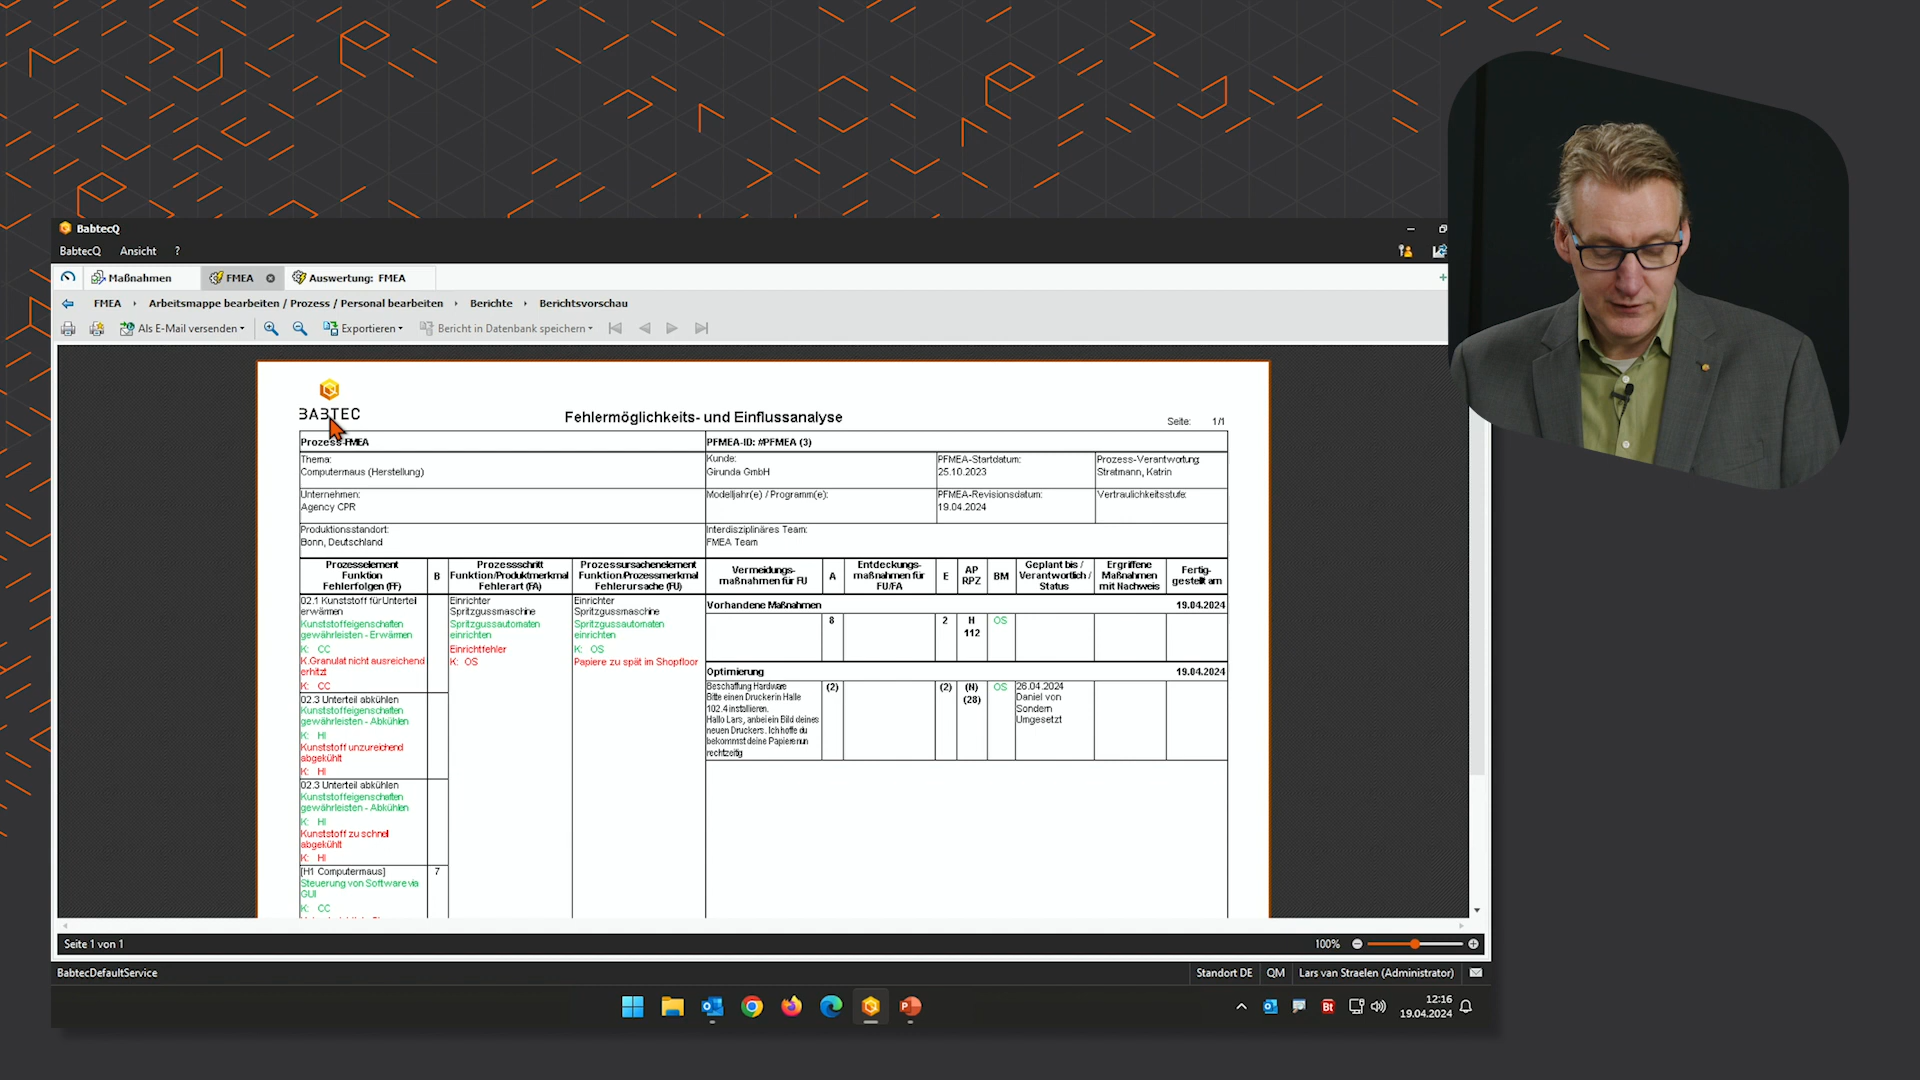 BabtecQ
BabtecQ Ansicht ?
Maßnahmen FMEA Auswertung: FMEA
FMEA Arbeitsmappe bearbeiten / Prozess / Personal bearbeiten Berichte Berichtsvorschau
Als E-Mail versenden Exportieren Bericht in Datenbank speichern
BABTEC
Fehlermöglichkeits- und Einflussanalyse
Seite: 1/1
Prozess-FMEA
PFMEA-ID: #PFMEA (3)
Thema:
Computermaus (Herstellung)
Kunde:
Girunda GmbH
PFMEA-Startdatum:
25.10.2023
Prozess-Verantwortung:
Stratmann, Katrin
Unternehmen:
Agency CPR
Modelljahr(e) / Programm(e):
PFMEA-Revisionsdatum:
19.04.2024
Vertraulichkeitsstufe:
Produktionsstandort:
Bonn, Deutschland
Interdisziplinäres Team:
FMEA Team
Prozesselement
Funktion
Fehlerfolgen (FF)
B
Prozessschritt
Funktion/Produktmerkmal
Fehlerart (FA)
Prozessursachenelement
Funktion/Prozessmerkmal
Fehlerursache (FU)
Vermeidungs-
maßnahmen für FU
A
Entdeckungs-
maßnahmen für
FU/FA
E
AP
RPZ
BM
Geplant bis /
Verantwortlich /
Status
Ergriffene
Maßnahmen
mit Nachweis
Fertig-
gestellt am
02.1 Kunststoff für Unterteil
erwärmen
Kunststoffeigenschaften
gewährleisten - Erwärmen
K: CC
K.Granulat nicht ausreichend
erhitzt
K: CC
Einrichter
Spritzgussmaschine
Spritzgussautomaten
einrichten
Einrichtfehler
K: OS
Einrichter
Spritzgussmaschine
Spritzgussautomaten
einrichten
K: OS
Papiere zu spät im Shopfloor
Vorhandene Maßnahmen 19.04.2024
8 2 H OS
112
Optimierung 19.04.2024
Beschaffung Hardware
Bitte einen Drucker in Halle
102.4 installieren.
Hallo Lars, anbei ein Bild deines
neuen Druckers. Ich hoffe du
bekommst deine Papiere nun
rechtzeitig
(2) (2) (N) OS
(28)
26.04.2024
Daniel von
Sondern
Umgesetzt
02.3 Unterteil abkühlen
Kunststoffeigenschaften
gewährleisten - Abkühlen
K: HI
Kunststoff unzureichend
abgekühlt
K: HI
02.3 Unterteil abkühlen
Kunststoffeigenschaften
gewährleisten - Abkühlen
K: HI
Kunststoff zu schnell
abgekühlt
K: HI
[H1 Computermaus] 7
Steuerung von Software via
GUI
K: CC
Seite 1 von 1 100%
BabtecDefaultService Standort DE QM Lars van Straelen (Administrator)
Bt
12:16
19.04.2024